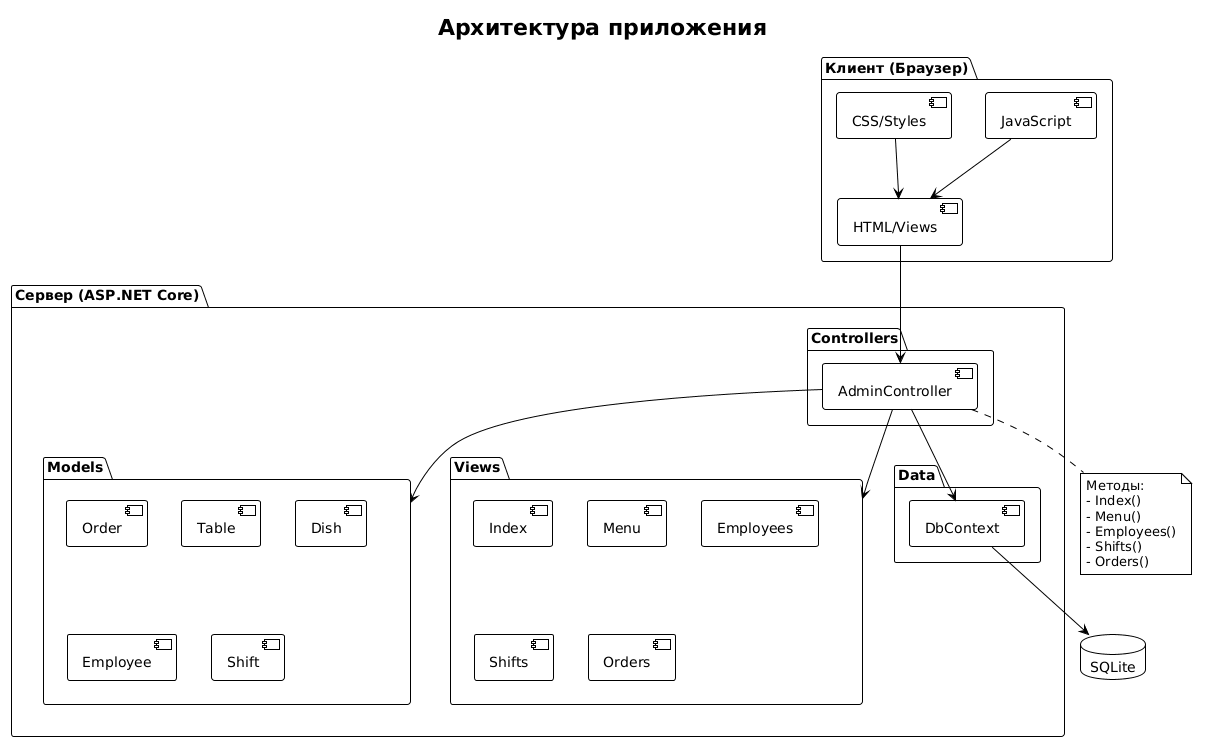 Архитектура приложения
Клиент (Браузер)
CSS/Styles
JavaScript
HTML/Views
Сервер (ASP.NET Core)
Controllers
AdminController
Models
Order
Table
Dish
Employee
Shift
Views
Index
Menu
Employees
Shifts
Orders
Data
DbContext
Методы:
- Index()
- Menu()
- Employees()
- Shifts()
- Orders()
SQLite